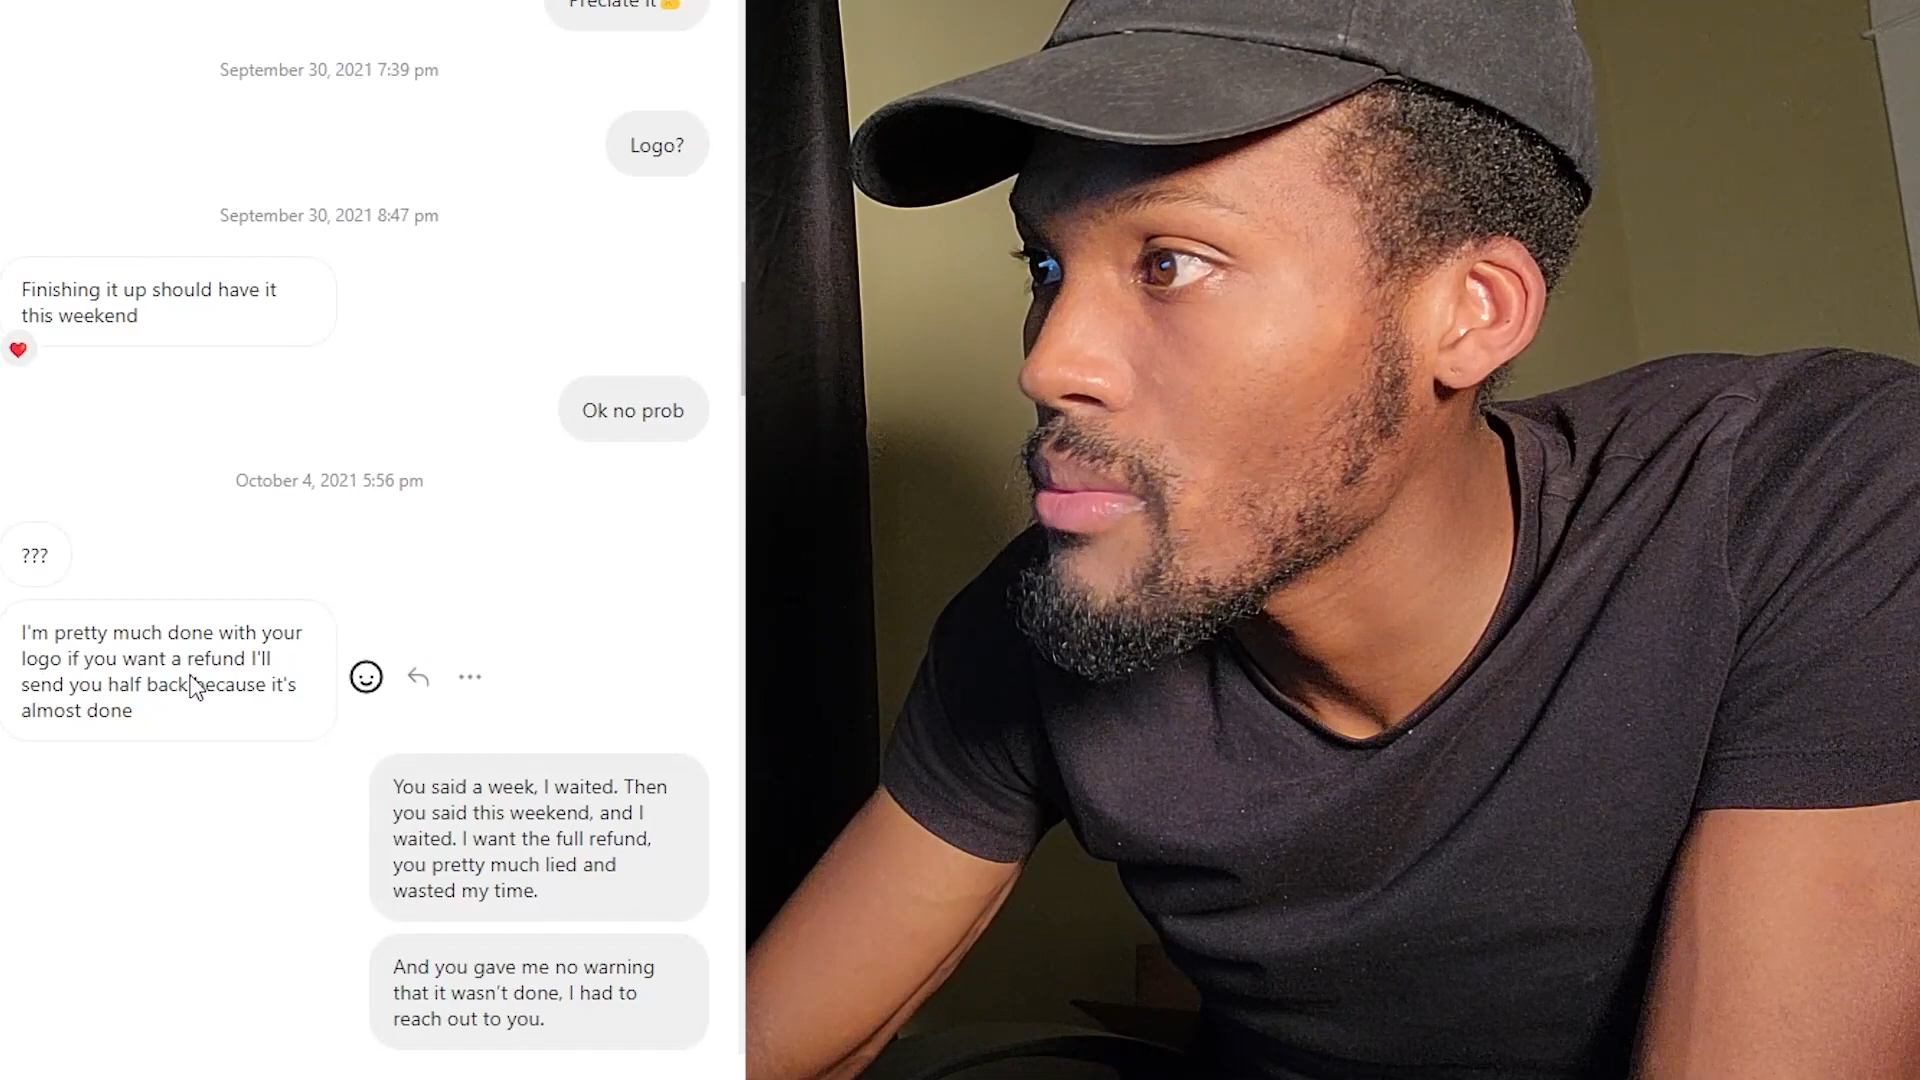 Preciate it
September 30, 2021 7:39 pm
Logo?
September 30, 2021 8:47 pm
Finishing it up should have it
this weekend
Ok no prob
October 4, 2021 5:56 pm
???
I'm pretty much done with your
logo if you want a refund I'll
send you half back because it's
almost done
You said a week, I waited. Then
you said this weekend, and I
waited. I want the full refund,
you pretty much lied and
wasted my time.
And you gave me no warning
that it wasn't done, I had to
reach out to you.